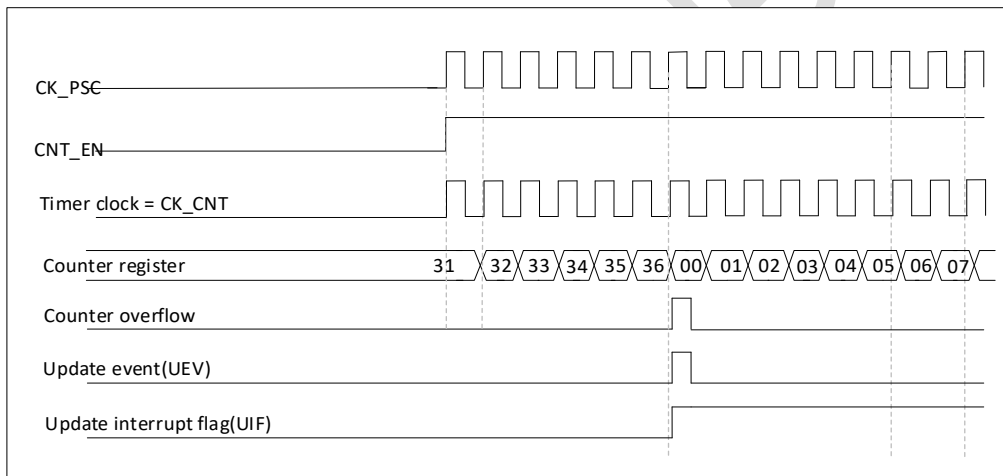 CK_PSC
CNT_EN
Timer clock = CK_CNT
Counter register 31 32 33 34 35 36 00 01 02 03 04 05 06 07
Counter overflow
Update event(UEV)
Update interrupt flag(UIF)